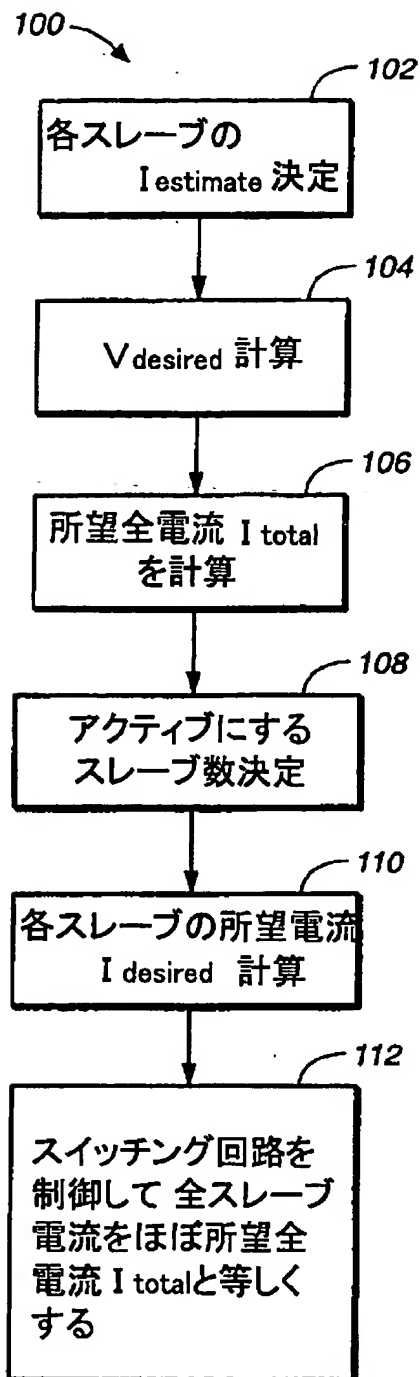 100
102
各スレーブの
I estimate 決定
104
V desired 計算
106
所望全電流 I total
を計算
108
アクティブにする
スレーブ数決定
110
各スレーブの所望電流
I desired 計算
112
スイッチング回路を
制御して 全スレーブ
電流をほぼ所望全
電流 I totalと等しく
する